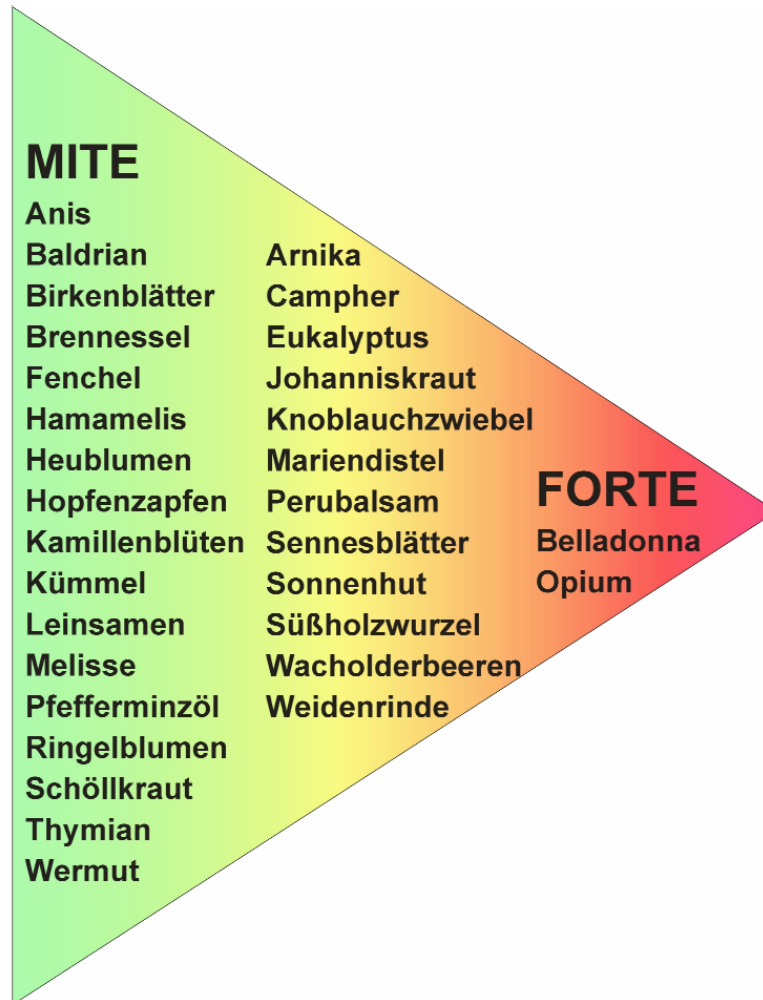 MITE
Anis
Baldrian
Birkenblätter
Brennessel
Fenchel
Hamamelis
Heublumen
Hopfenzapfen
Kamillenblüten
Kümmel
Leinsamen
Melisse
Pfefferminzöl
Ringelblumen
Schöllkraut
Thymian
Wermut
Arnika
Campher
Eukalyptus
Johanniskraut
Knoblauchzwiebel
Mariendistel
Perubalsam
Sennesblätter
Sonnenhut
Süßholzwurzel
Wacholderbeeren
Weidenrinde
FORTE
Belladonna
Opium